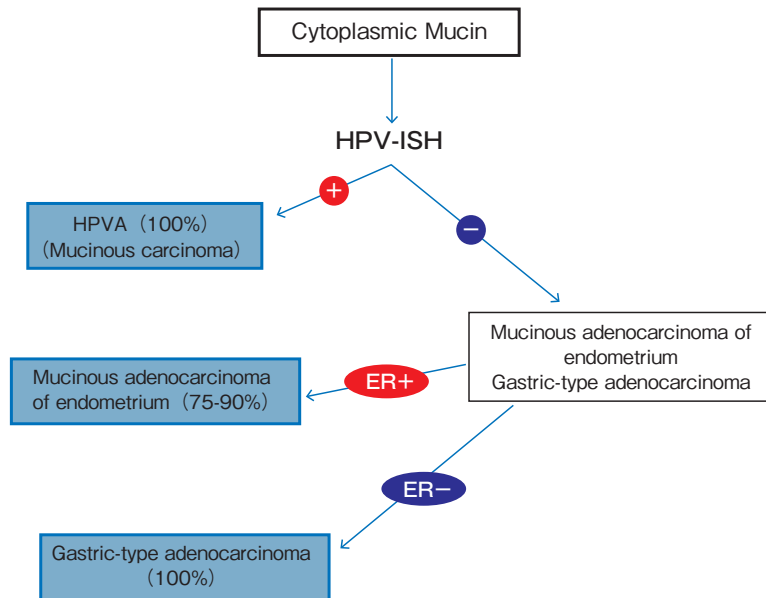 Cytoplasmic Mucin
HPV-ISH
+
−
HPVA (100%)
(Mucinous carcinoma)
Mucinous adenocarcinoma of
endometrium
Gastric-type adenocarcinoma
ER+
Mucinous adenocarcinoma
of endometrium (75-90%)
ER−
Gastric-type adenocarcinoma
(100%)